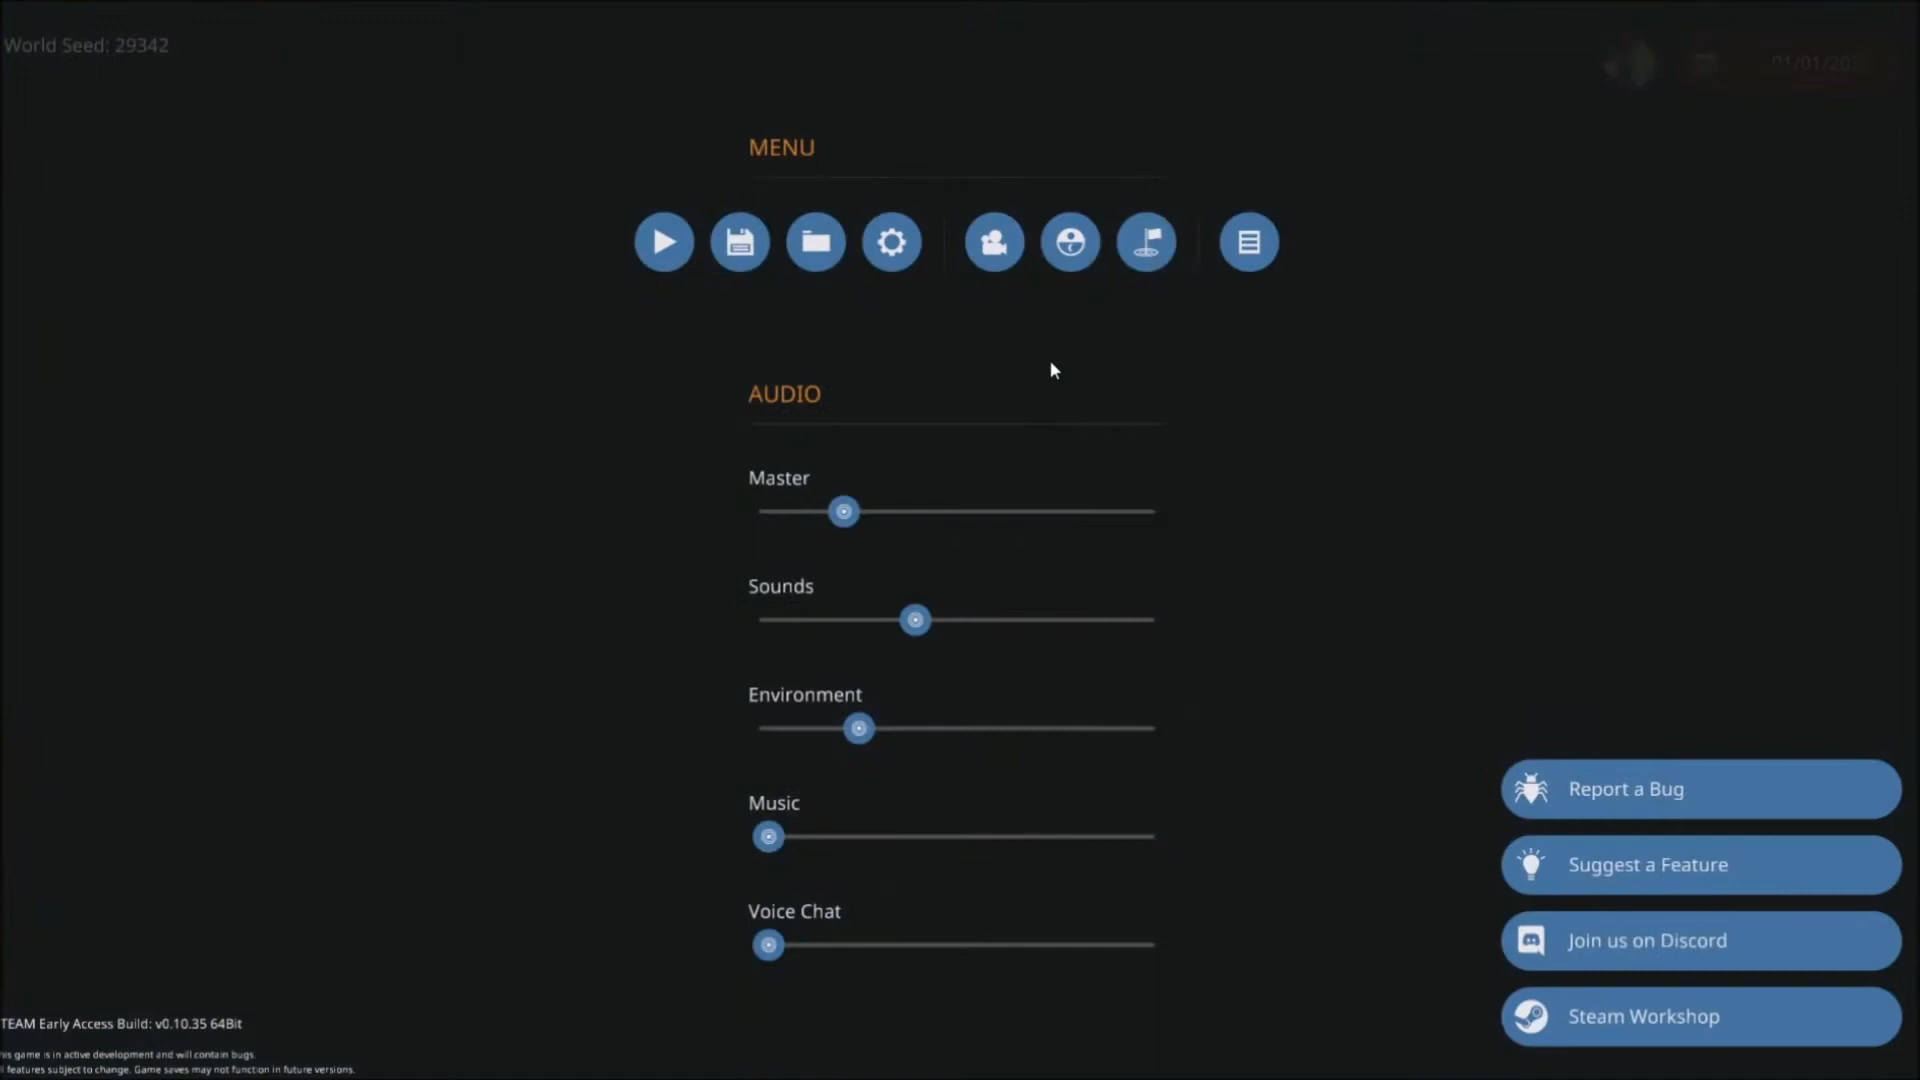 World Seed: 29342
MENU
AUDIO
Master
Sounds
Environment
Music
Voice Chat
Report a Bug
Suggest a Feature
Join us on Discord
Steam Workshop
TEAM Early Access Build: v0.10.35 64Bit
his game is in active development and will contain bugs.
l features subject to change. Game saves may not function in future versions.